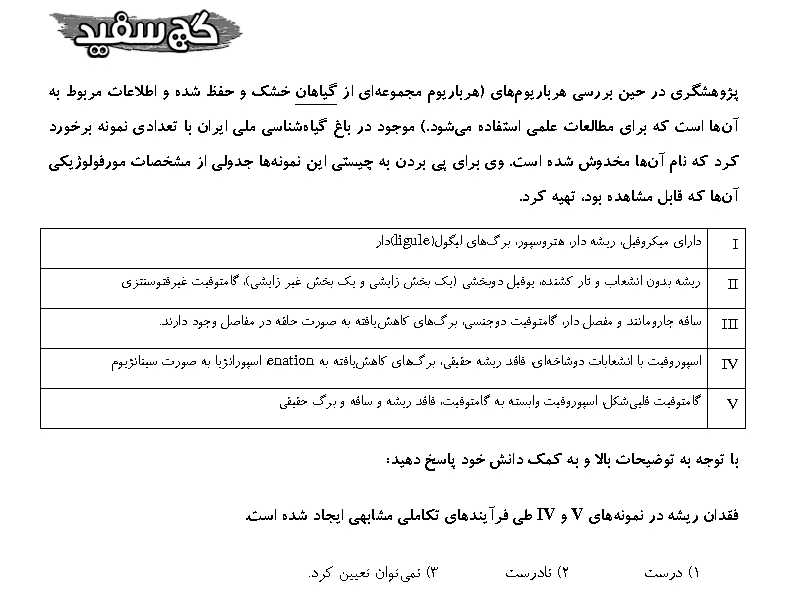 گچ سفید
پژوهشگری در حین بررسی هرباریوم‌های (هرباریوم مجموعه‌ای از گیاهان خشک و حفظ شده و اطلاعات مربوط به
آن‌ها است که برای مطالعات علمی استفاده می‌شود.) موجود در باغ گیاه‌شناسی ملی ایران با تعدادی نمونه برخورد
کرد که نام آن‌ها مخدوش شده است. وی برای پی بردن به چیستی این نمونه‌ها جدولی از مشخصات مورفولوژیکی
آن‌ها که قابل مشاهده بود، تهیه کرد.
I دارای میکروفیل، ریشه دار، هتروسپور، برگ‌های لیگول(ligule)دار
II ریشه بدون انشعاب و تار کشنده، یوفیل دوبخشی (یک بخش زایشی و یک بخش غیر زایشی)، گامتوفیت غیرفتوسنتزی
III ساقه جارومانند و مفصل دار، گامتوفیت دوجنسی، برگ‌های کاهش‌یافته به صورت حلقه در مفاصل وجود دارند.
IV اسپوروفیت با انشعابات دوشاخه‌ای، فاقد ریشه حقیقی، برگ‌های کاهش‌یافته به enation، اسپورانژیا به صورت سینانژیوم
V گامتوفیت قلبی‌شکل، اسپوروفیت وابسته به گامتوفیت، فاقد ریشه و ساقه و برگ حقیقی
با توجه به توضیحات بالا و به کمک دانش خود پاسخ دهید:
فقدان ریشه در نمونه‌های V و IV طی فرآیندهای تکاملی مشابهی ایجاد شده است.
۱) درست ۲) نادرست ۳) نمی‌توان تعیین کرد.